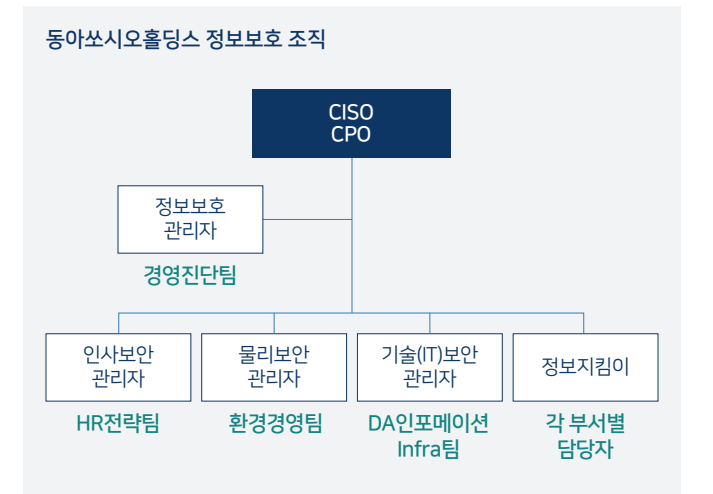 동아쏘시오홀딩스 정보보호 조직
CISO
CPO
정보보호
관리자
경영진단팀
인사보안
관리자
HR전략팀
물리보안
관리자
환경경영팀
기술(IT)보안
관리자
DA인포메이션
Infra팀
정보지킴이
각 부서별
담당자